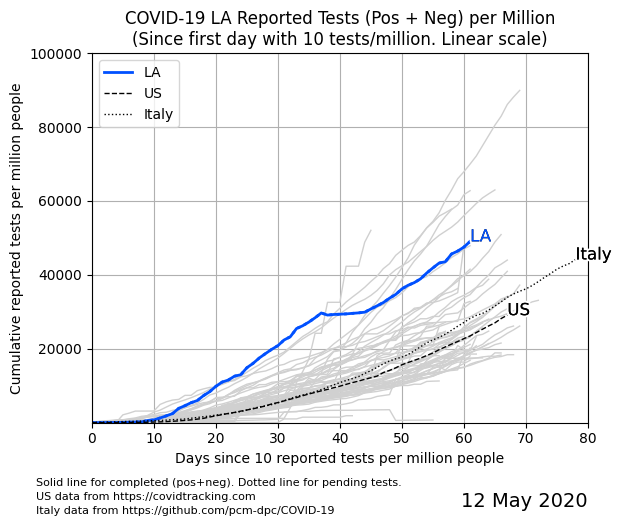 COVID-19 LA Reported Tests (Pos + Neg) per Million
(Since first day with 10 tests/million. Linear scale)
Cumulative reported tests per million people
100000
80000
60000
40000
20000
LA
US
Italy
LA
Italy
US
0 10 20 30 40 50 60 70 80
Days since 10 reported tests per million people
Solid line for completed (pos+neg). Dotted line for pending tests.
US data from https://covidtracking.com
Italy data from https://github.com/pcm-dpc/COVID-19
12 May 2020